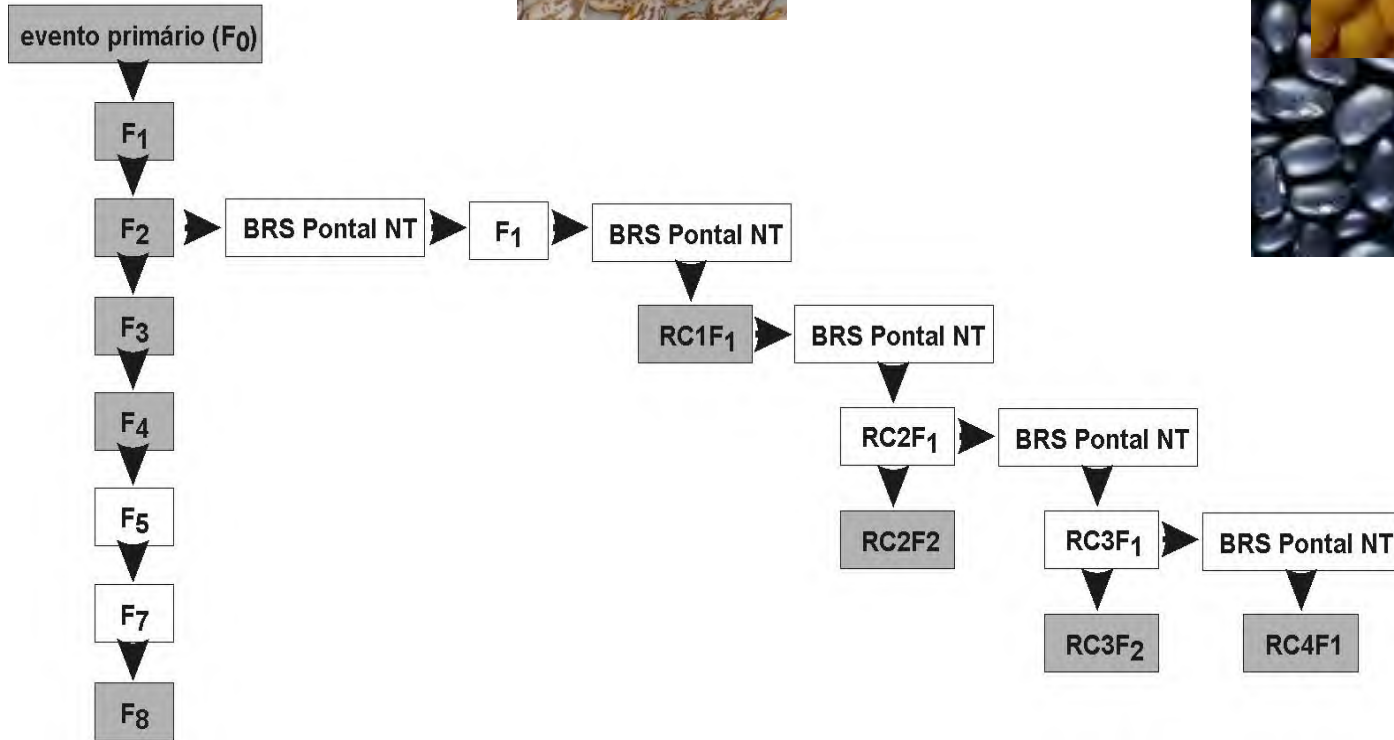 evento primário (F0)
F1
F2
BRS Pontal NT
F1
BRS Pontal NT
F3
RC1F1
BRS Pontal NT
F4
RC2F1
BRS Pontal NT
F5
RC2F2
RC3F1
BRS Pontal NT
F7
RC3F2
RC4F1
F8